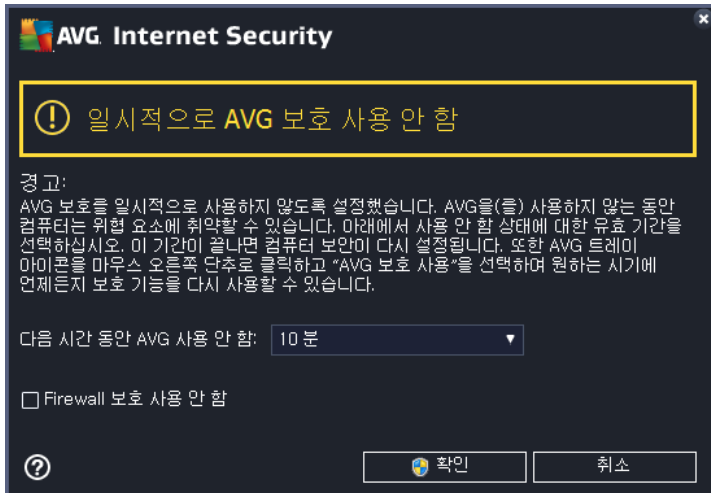 AVG Internet Security
일시적으로 AVG 보호 사용 안 함
경고:
AVG 보호를 일시적으로 사용하지 않도록 설정했습니다. AVG을(를) 사용하지 않는 동안
컴퓨터는 위협 요소에 취약할 수 있습니다. 아래에서 사용 안 함 상태에 대한 유효 기간을
선택하십시오. 이 기간이 끝나면 컴퓨터 보안이 다시 설정됩니다. 또한 AVG 트레이
아이콘을 마우스 오른쪽 단추로 클릭하고 “AVG 보호 사용”을 선택하여 원하는 시기에
언제든지 보호 기능을 다시 사용할 수 있습니다.
다음 시간 동안 AVG 사용 안 함: 10 분
Firewall 보호 사용 안 함
확인 취소